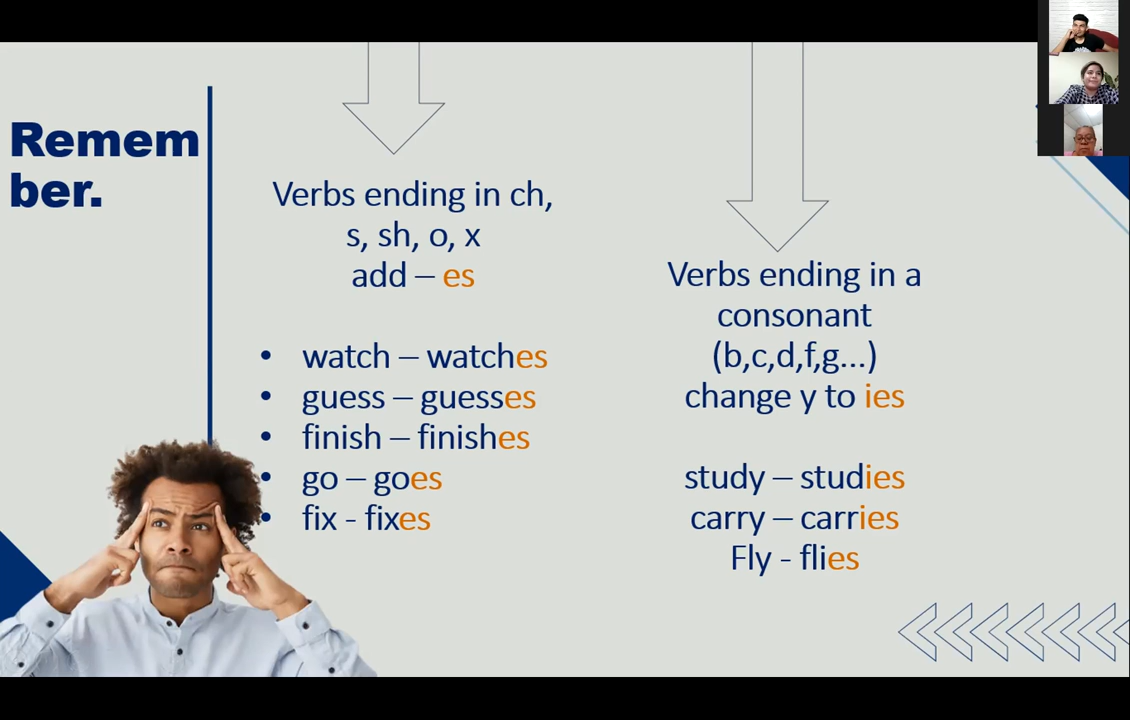 Remem
ber.
Verbs ending in ch,
s, sh, o, x
add – es
• watch – watches
• guess – guesses
• finish – finishes
• go – goes
• fix - fixes
Verbs ending in a
consonant
(b,c,d,f,g...)
change y to ies
study – studies
carry – carries
Fly - flies